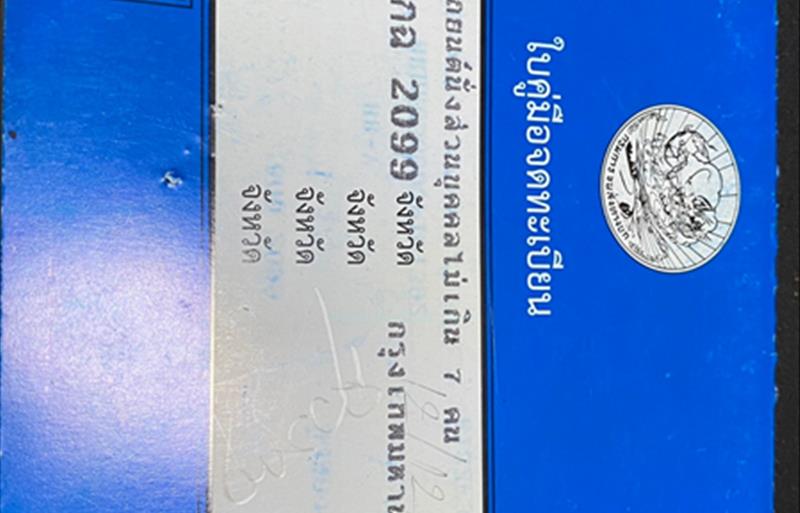 ใบคู่มือจดทะเบียน
รถยนต์นั่งส่วนบุคคลไม่เกิน 7 คน
กล 2099 จังหวัด กรุงเทพมหาน
จังหวัด
จังหวัด
จังหวัด